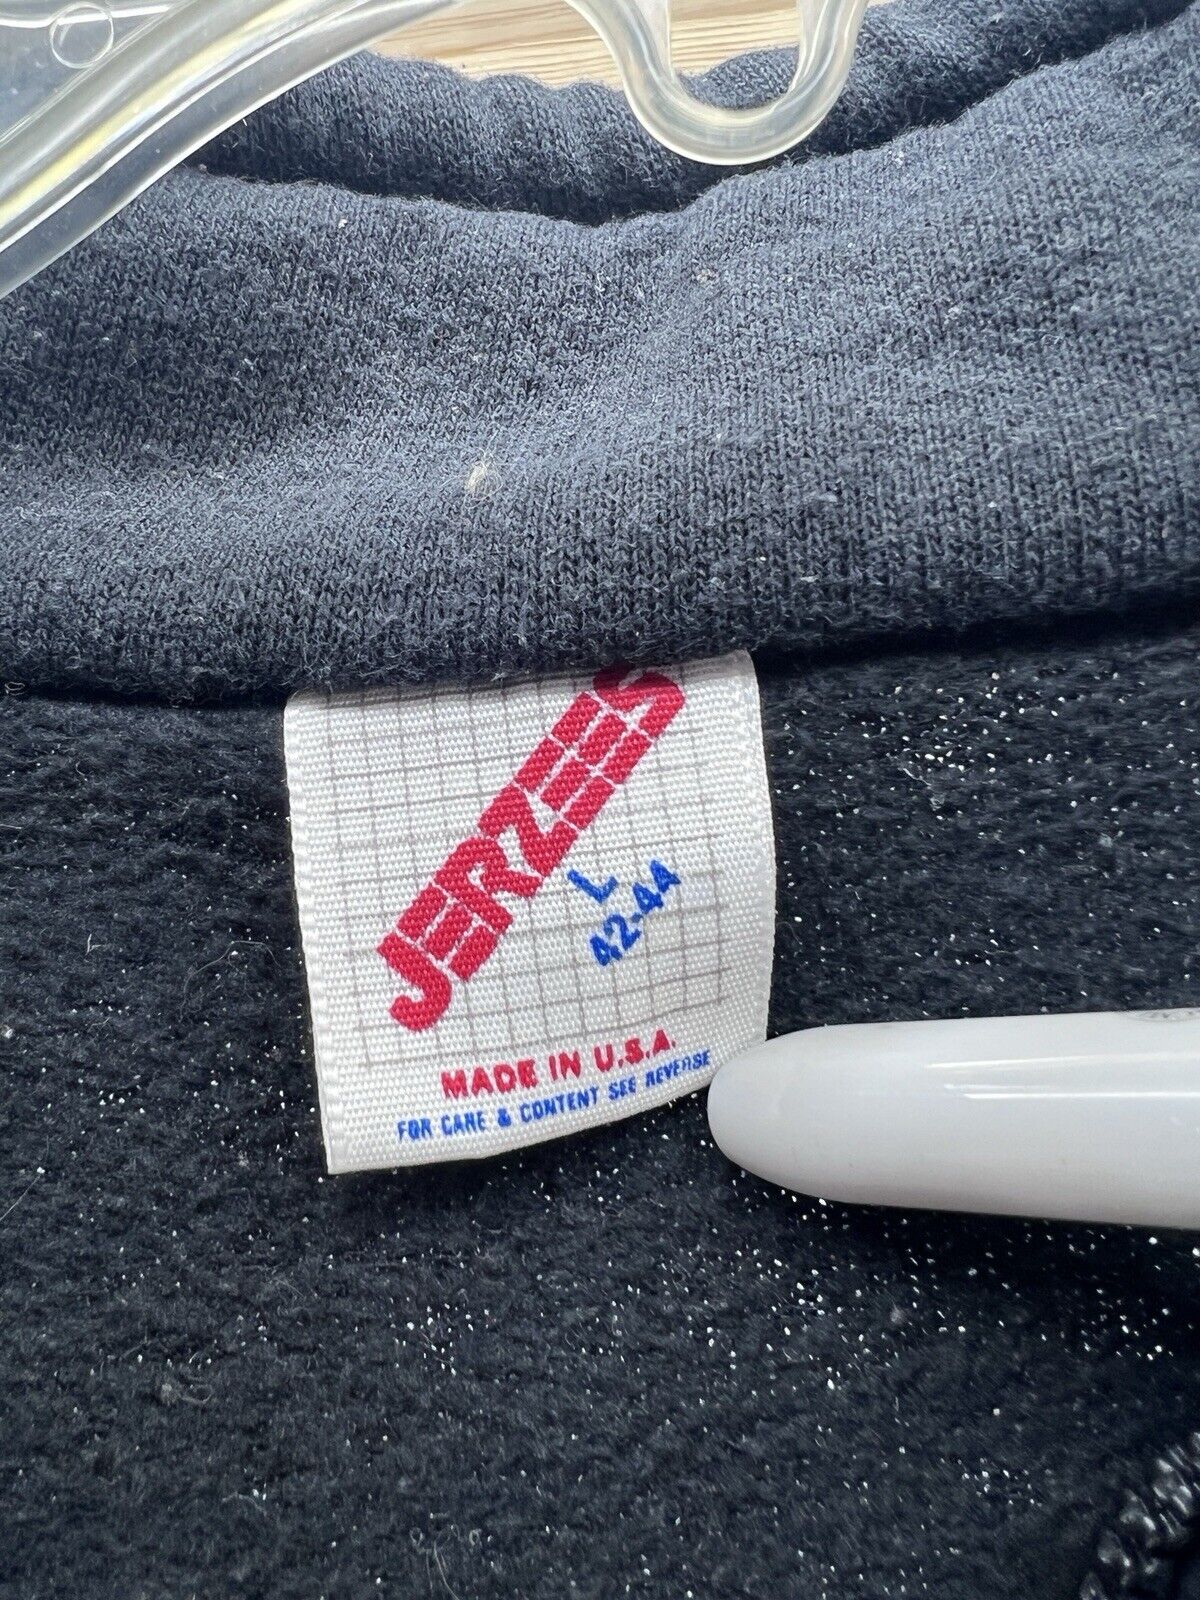 JERZEES
L
42-44
MADE IN U.S.A.
FOR CARE & CONTENT SEE REVERSE